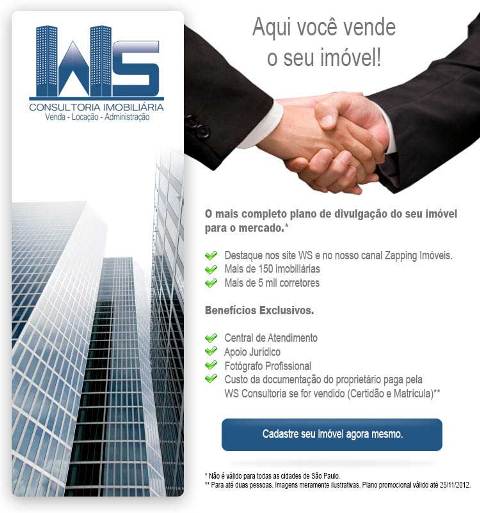 WS
CONSULTORIA IMOBILIÁRIA
Venda - Locação - Administração
Aqui você vende
o seu imóvel!
O mais completo plano de divulgação do seu imóvel
para o mercado.*
Destaque nos site WS e no nosso canal Zapping Imóveis.
Mais de 150 imobiliárias
Mais de 5 mil corretores
Benefícios Exclusivos.
Central de Atendimento
Apoio Jurídico
Fotógrafo Profissional
Custo da documentação do proprietário paga pela
WS Consultoria se for vendido (Certidão e Matrícula)**
Cadastre seu imóvel agora mesmo.
* Não é válido para todas as cidades de São Paulo.
** Para até duas pessoas. Imagens meramente ilustrativas. Plano promocional válido até 25/11/2012.